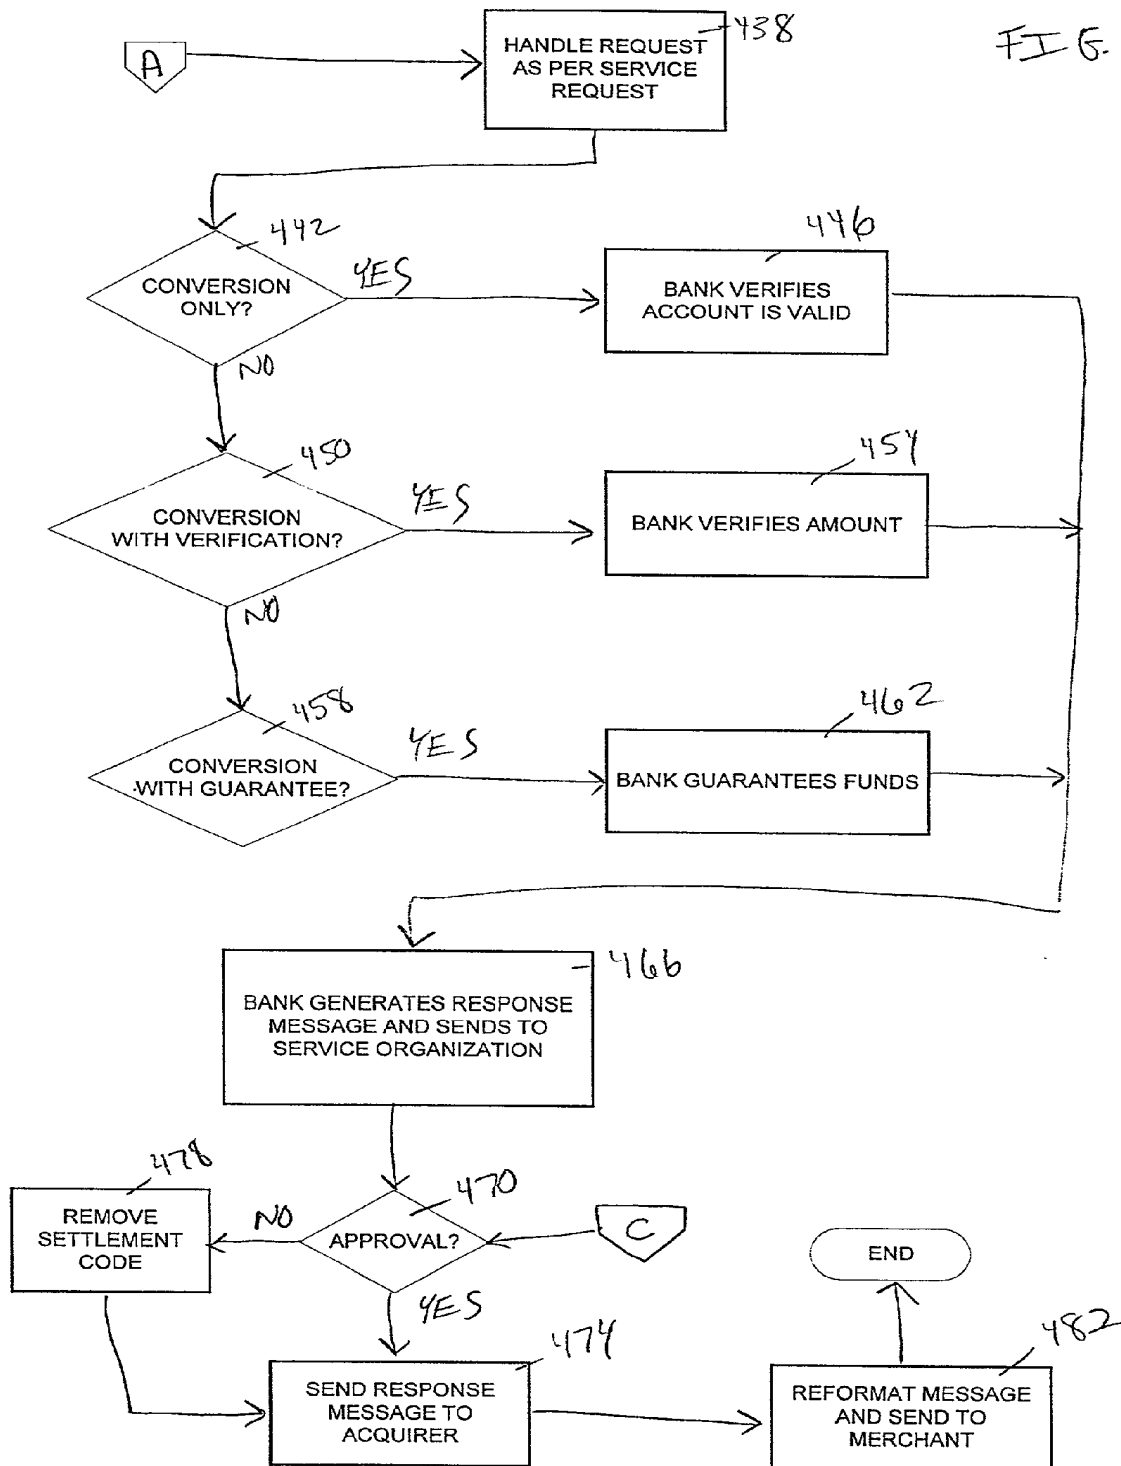 438
FIG.
A
HANDLE REQUEST
AS PER SERVICE
REQUEST
442
446
CONVERSION
ONLY?
YES
BANK VERIFIES
ACCOUNT IS VALID
NO
450
454
CONVERSION
WITH VERIFICATION?
YES
BANK VERIFIES AMOUNT
NO
458
462
CONVERSION
WITH GUARANTEE?
YES
BANK GUARANTEES FUNDS
466
BANK GENERATES RESPONSE
MESSAGE AND SENDS TO
SERVICE ORGANIZATION
478
470
REMOVE
SETTLEMENT
CODE
NO
APPROVAL?
C
END
YES
474
482
SEND RESPONSE
MESSAGE TO
ACQUIRER
REFORMAT MESSAGE
AND SEND TO
MERCHANT